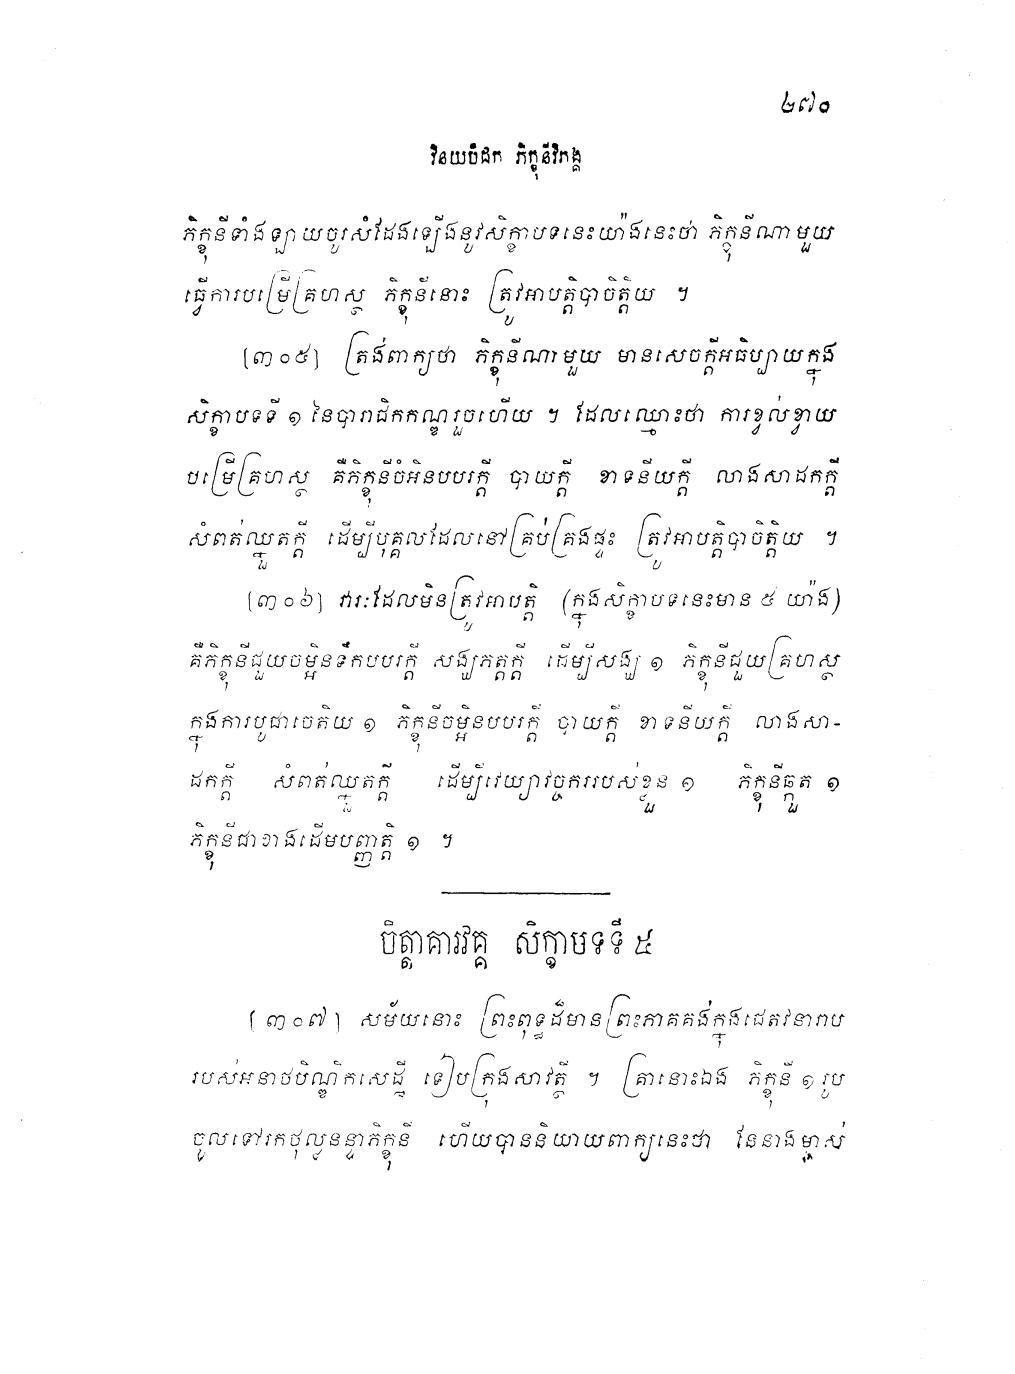 ២៧០
វិនយបិដក ភិក្ខុនីវិភង្គ
ភិក្ខុនីទាំងឡាយចូរសំដែងឡើងនូវសិក្ខាបទនេះយ៉ាងនេះថា ភិក្ខុនីណាមួយ
ធ្វើការបម្រើគ្រហស្ថ ភិក្ខុនីនោះ ត្រូវអាបត្តិបាចិត្តិយ ។
[៣០៥] ត្រង់ពាក្យថា ភិក្ខុនីណាមួយ មានសេចក្តីអធិប្បាយក្នុង
សិក្ខាបទទី ១ នៃបារាជិកកណ្ឌរួចហើយ ។ ដែលឈ្មោះថា ការខ្វល់ខ្វាយ
បម្រើគ្រហស្ថ គឺភិក្ខុនីចំអិនបបរក្តី បាយក្តី ខាទនីយក្តី លាងសាដកក្តី
សំពត់ឈ្នួតក្តី ដើម្បីបុគ្គលដែលនៅគ្រប់គ្រងផ្ទះ ត្រូវអាបត្តិបាចិត្តិយ ។
[៣០៦] វារៈដែលមិនត្រូវអាបត្តិ (ក្នុងសិក្ខាបទនេះមាន ៥ យ៉ាង)
គឺភិក្ខុនីជួយចម្អិនទឹកបបរក្តី សង្ឃភត្តក្តី ដើម្បីសង្ឃ ១ ភិក្ខុនីជួយគ្រហស្ថ
ក្នុងការបូជាចេតិយ ១ ភិក្ខុនីចម្អិនបបរក្តី បាយក្តី ខាទនីយក្តី លាងសា-
ដកក្តី សំពត់ឈ្នួតក្តី ដើម្បីវេយ្យាវច្ចកររបស់ខ្លួន ១ ភិក្ខុនីឆ្កួត ១
ភិក្ខុនីជាខាងដើមបញ្ញត្តិ ១ ។
ចិត្តាគារវគ្គ សិក្ខាបទទី ៥
[៣០៧] សម័យនោះ ព្រះពុទ្ធដ៏មានព្រះភាគគង់ក្នុងជេតវនារាម
របស់អនាថបិណ្ឌិកសេដ្ឋី ទៀបក្រុងសាវត្ថី ។ គ្រានោះឯង ភិក្ខុនី ១ រូប
ចូលទៅរកថុល្លនន្ទាភិក្ខុនី ហើយបាននិយាយពាក្យនេះថា នែនាងម្ចាស់